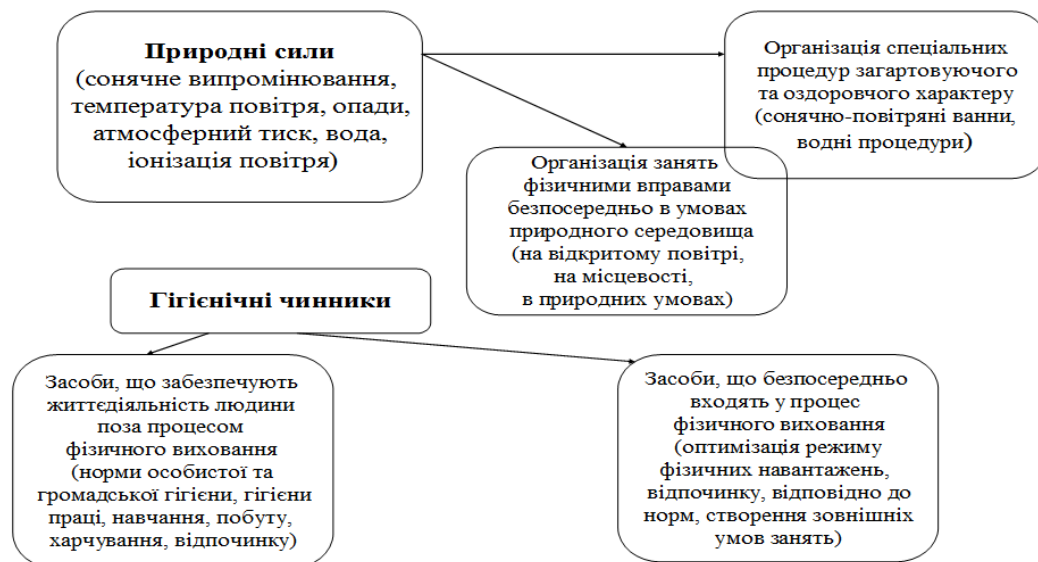 Природні сили
(сонячне випромінювання,
температура повітря, опади,
атмосферний тиск, вода,
іонізація повітря)
Організація спеціальних
процедур загартовуючого
та оздоровчого характеру
(сонячно-повітряні ванни,
водні процедури)
Організація занять
фізичними вправами
безпосередньо в умовах
природного середовища
(на відкритому повітрі,
на місцевості,
в природних умовах)
Гігієнічні чинники
Засоби, що забезпечують
життєдіяльність людини
поза процесом
фізичного виховання
(норми особистої та
громадської гігієни, гігієни
праці, навчання, побуту,
харчування, відпочинку)
Засоби, що безпосередньо
входять у процес
фізичного виховання
(оптимізація режиму
фізичних навантажень,
відпочинку, відповідно до
норм, створення зовнішніх
умов занять)